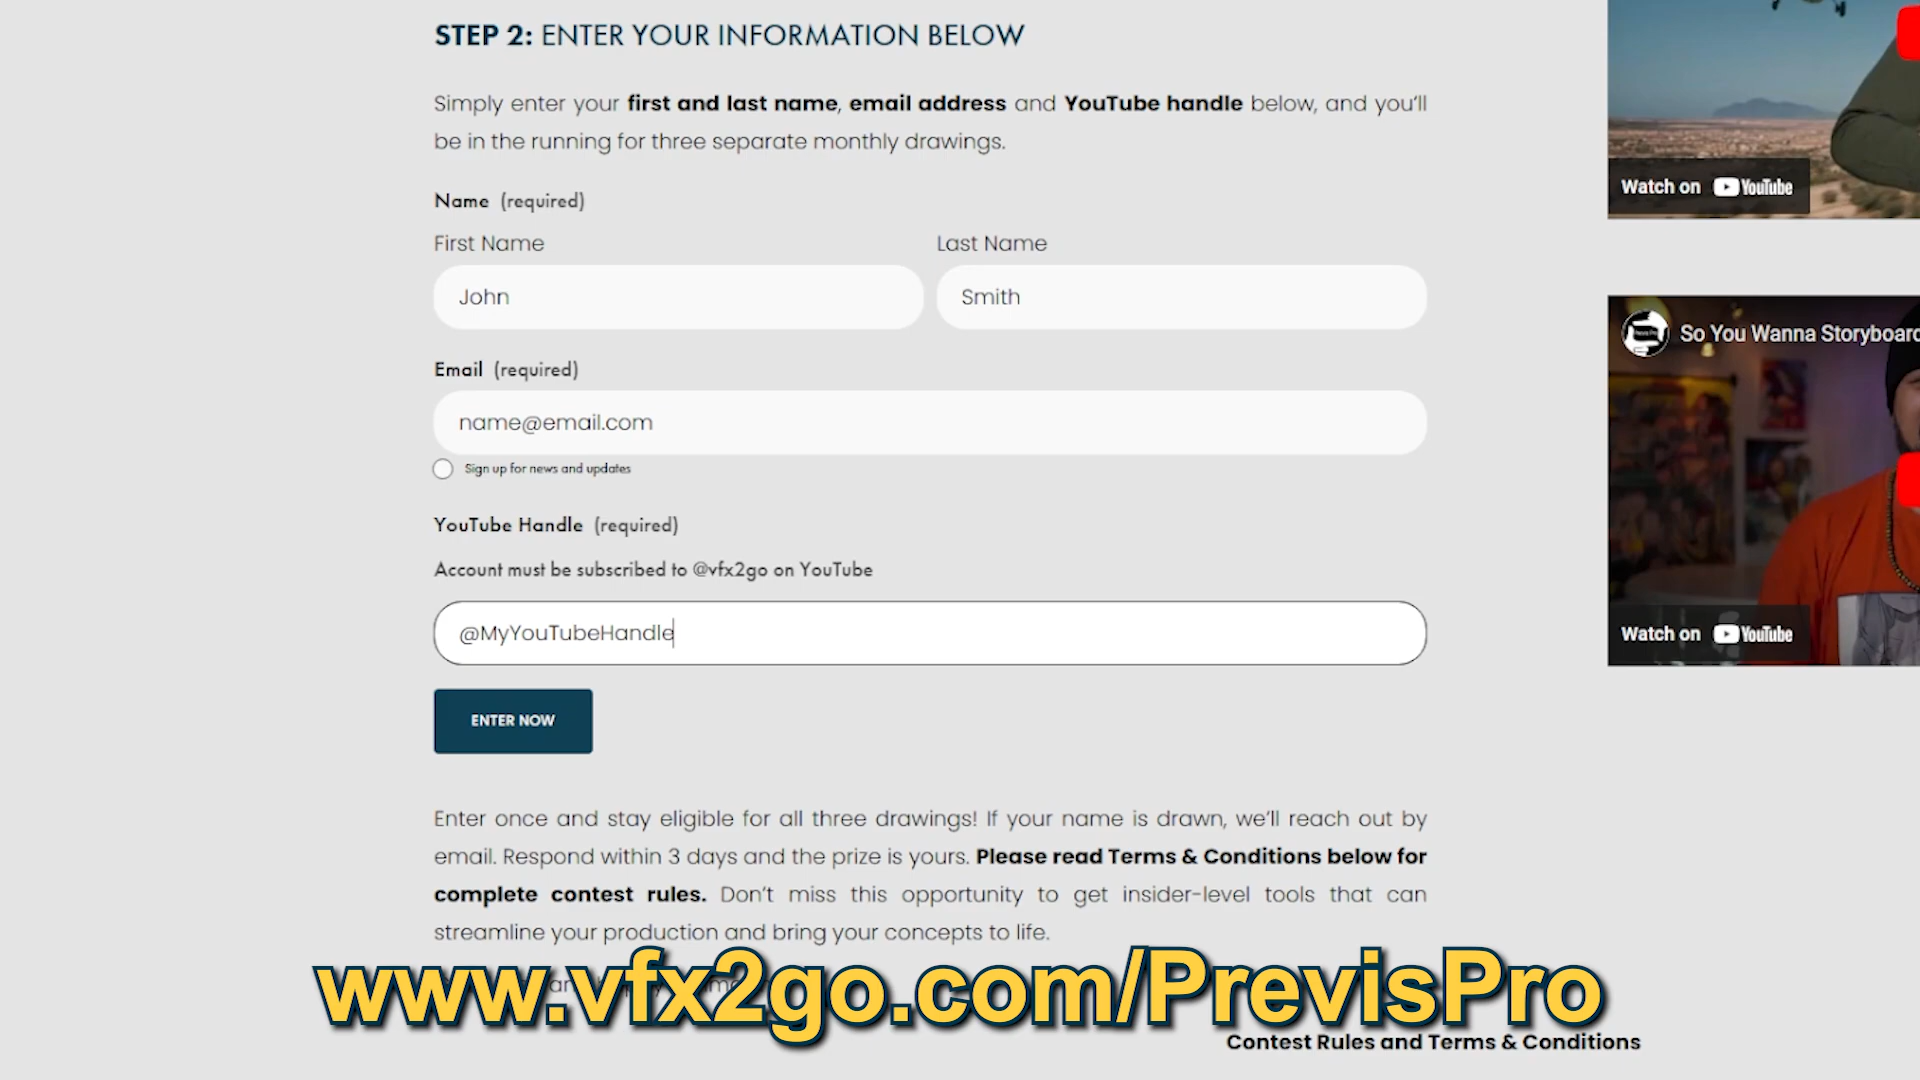 STEP 2: ENTER YOUR INFORMATION BELOW
Simply enter your first and last name, email address and YouTube handle below, and you'll
be in the running for three separate monthly drawings.
Name (required)
First Name
Last Name
John
Smith
Email (required)
name@email.com
Sign up for news and updates
YouTube Handle (required)
Account must be subscribed to @vfx2go on YouTube
@MyYouTubeHandle
ENTER NOW
Enter once and stay eligible for all three drawings! If your name is drawn, we'll reach out by
email. Respond within 3 days and the prize is yours. Please read Terms & Conditions below for
complete contest rules. Don't miss this opportunity to get insider-level tools that can
streamline your production and bring your concepts to life.
www.vfx2go.com/PrevisPro
Contest Rules and Terms & Conditions
Watch on YouTube
So You Wanna Storyboard
Watch on YouTube